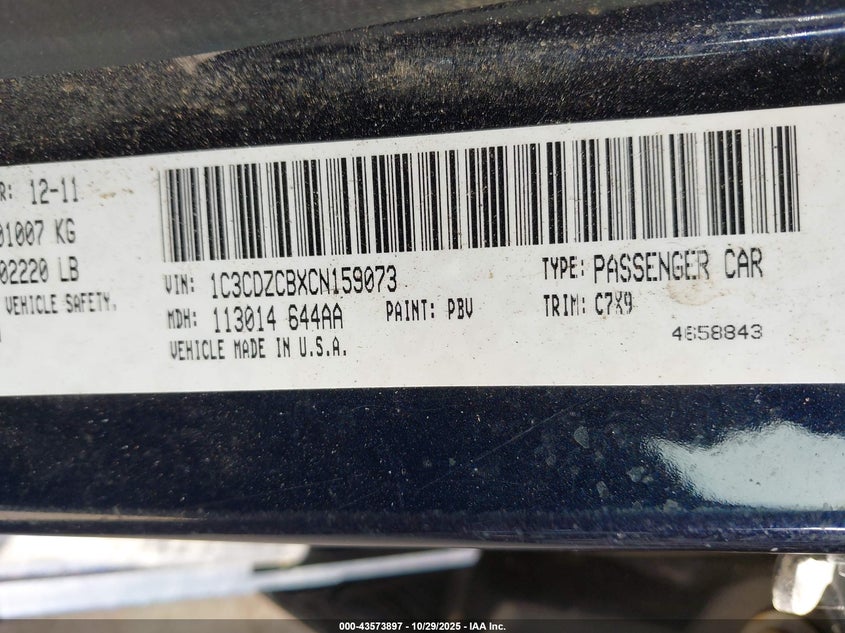 R: 12-11
01007 KG
02220 LB
VEHICLE SAFETY,
VIN: 1C3CDZCBXCN159073
TYPE: PASSENGER CAR
MDH: 113014 644AA
PAINT: PBV
TRIM: C7X9
VEHICLE MADE IN U.S.A.
4658843
000-43573897 - 10/29/2025 - IAA Inc.